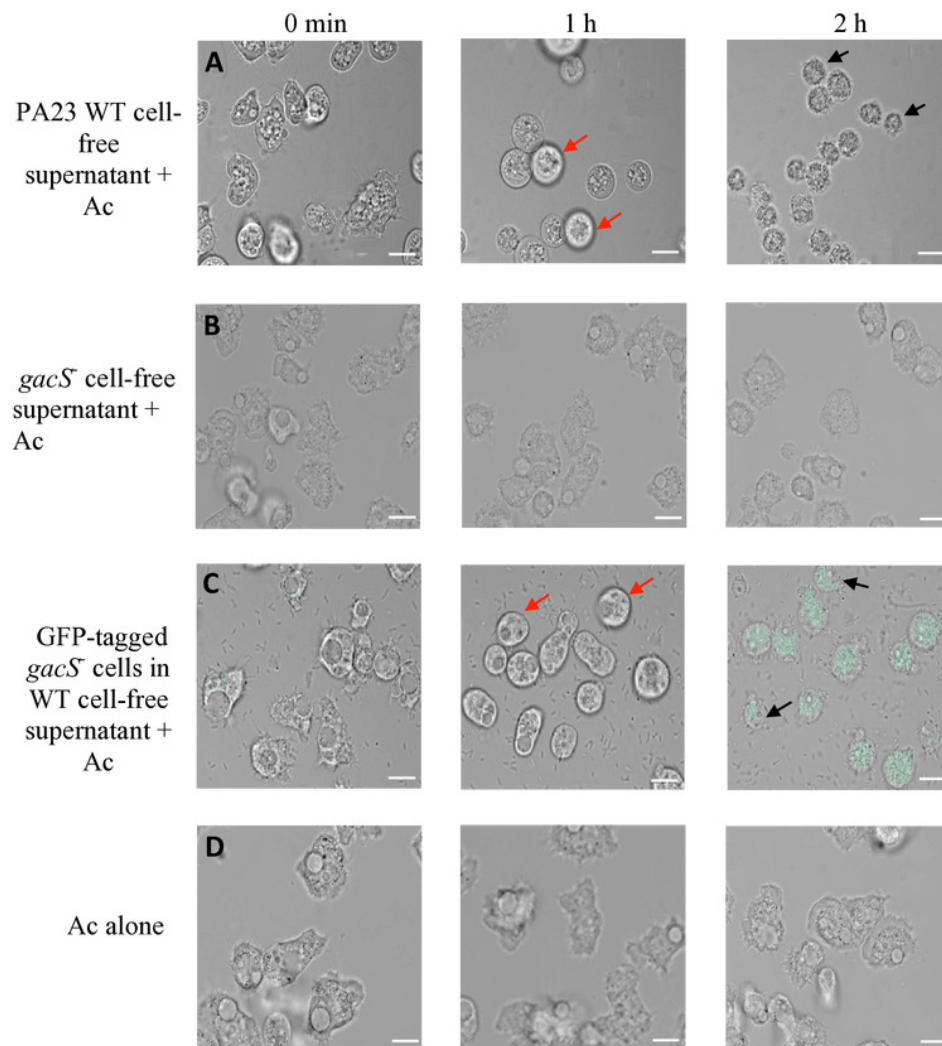 0 min 1 h 2 h
A
PA23 WT cell-
free
supernatant +
Ac
B
gacS⁻ cell-free
supernatant +
Ac
C
GFP-tagged
gacS⁻ cells in
WT cell-free
supernatant +
Ac
D
Ac alone